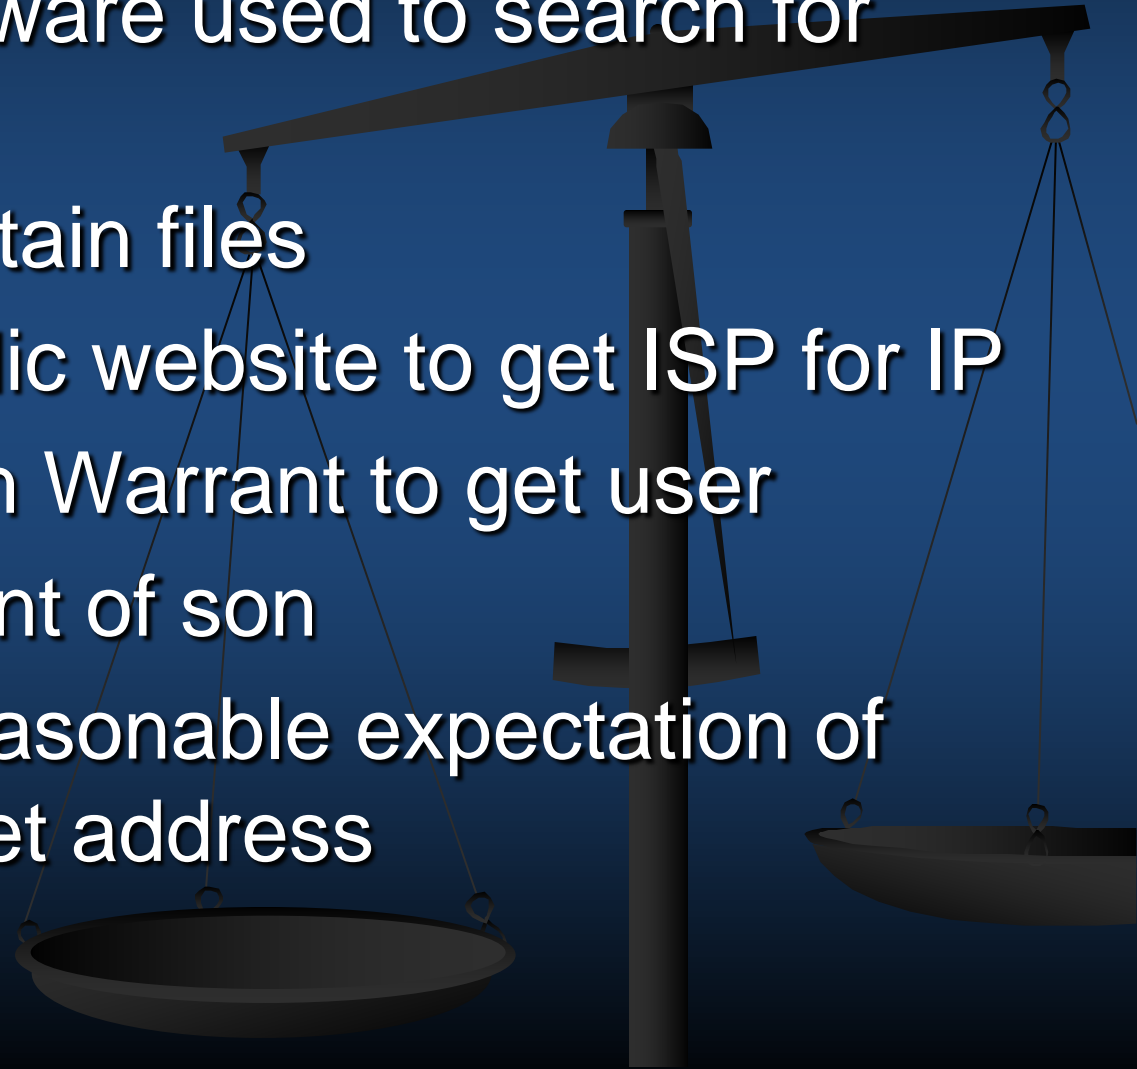 ware used to search for
tain files
lic website to get ISP for IP
n Warrant to get user
nt of son
asonable expectation of
et address